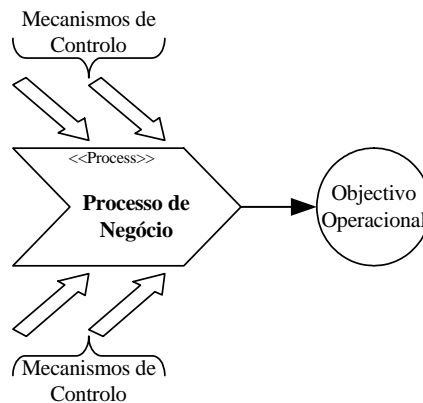 Mecanismos de
Controlo
<<Process>>
Processo de
Negócio
Objectivo
Operacional
Mecanismos de
Controlo